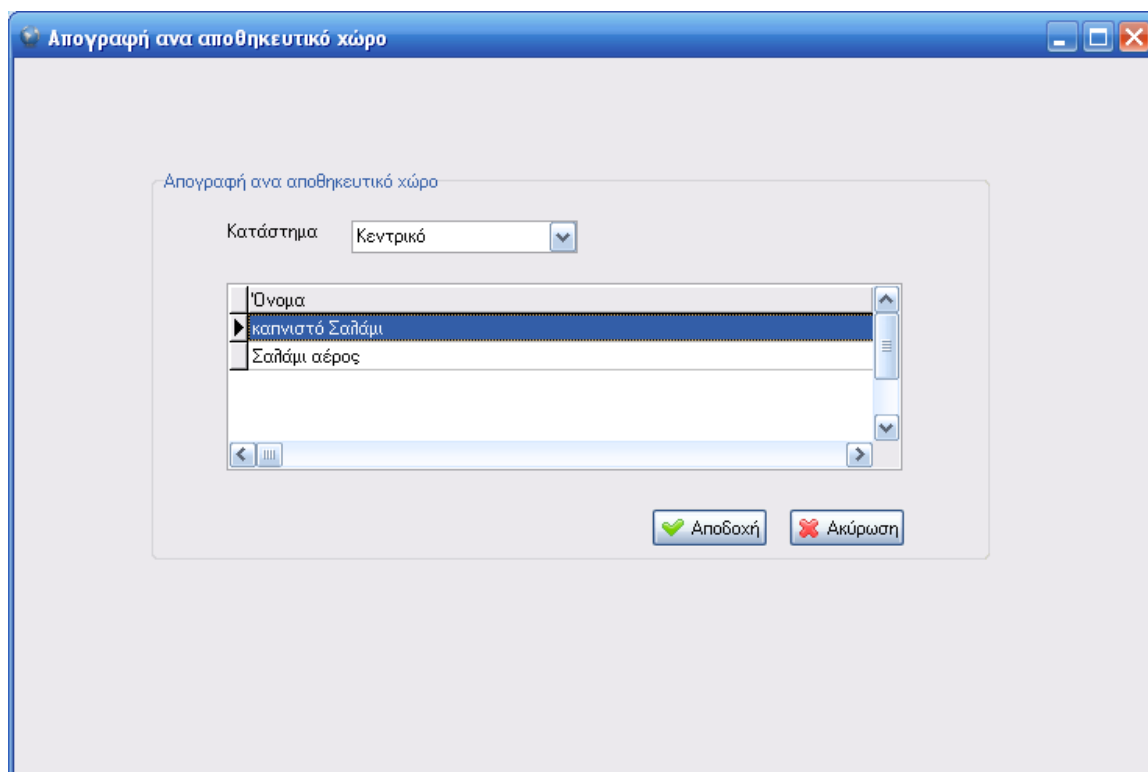 Απογραφή ανα αποθηκευτικό χώρο
Απογραφή ανα αποθηκευτικό χώρο
Κατάστημα Κεντρικό
Όνομα
καπνιστό Σαλάμι
Σαλάμι αέρος
Αποδοχή Ακύρωση